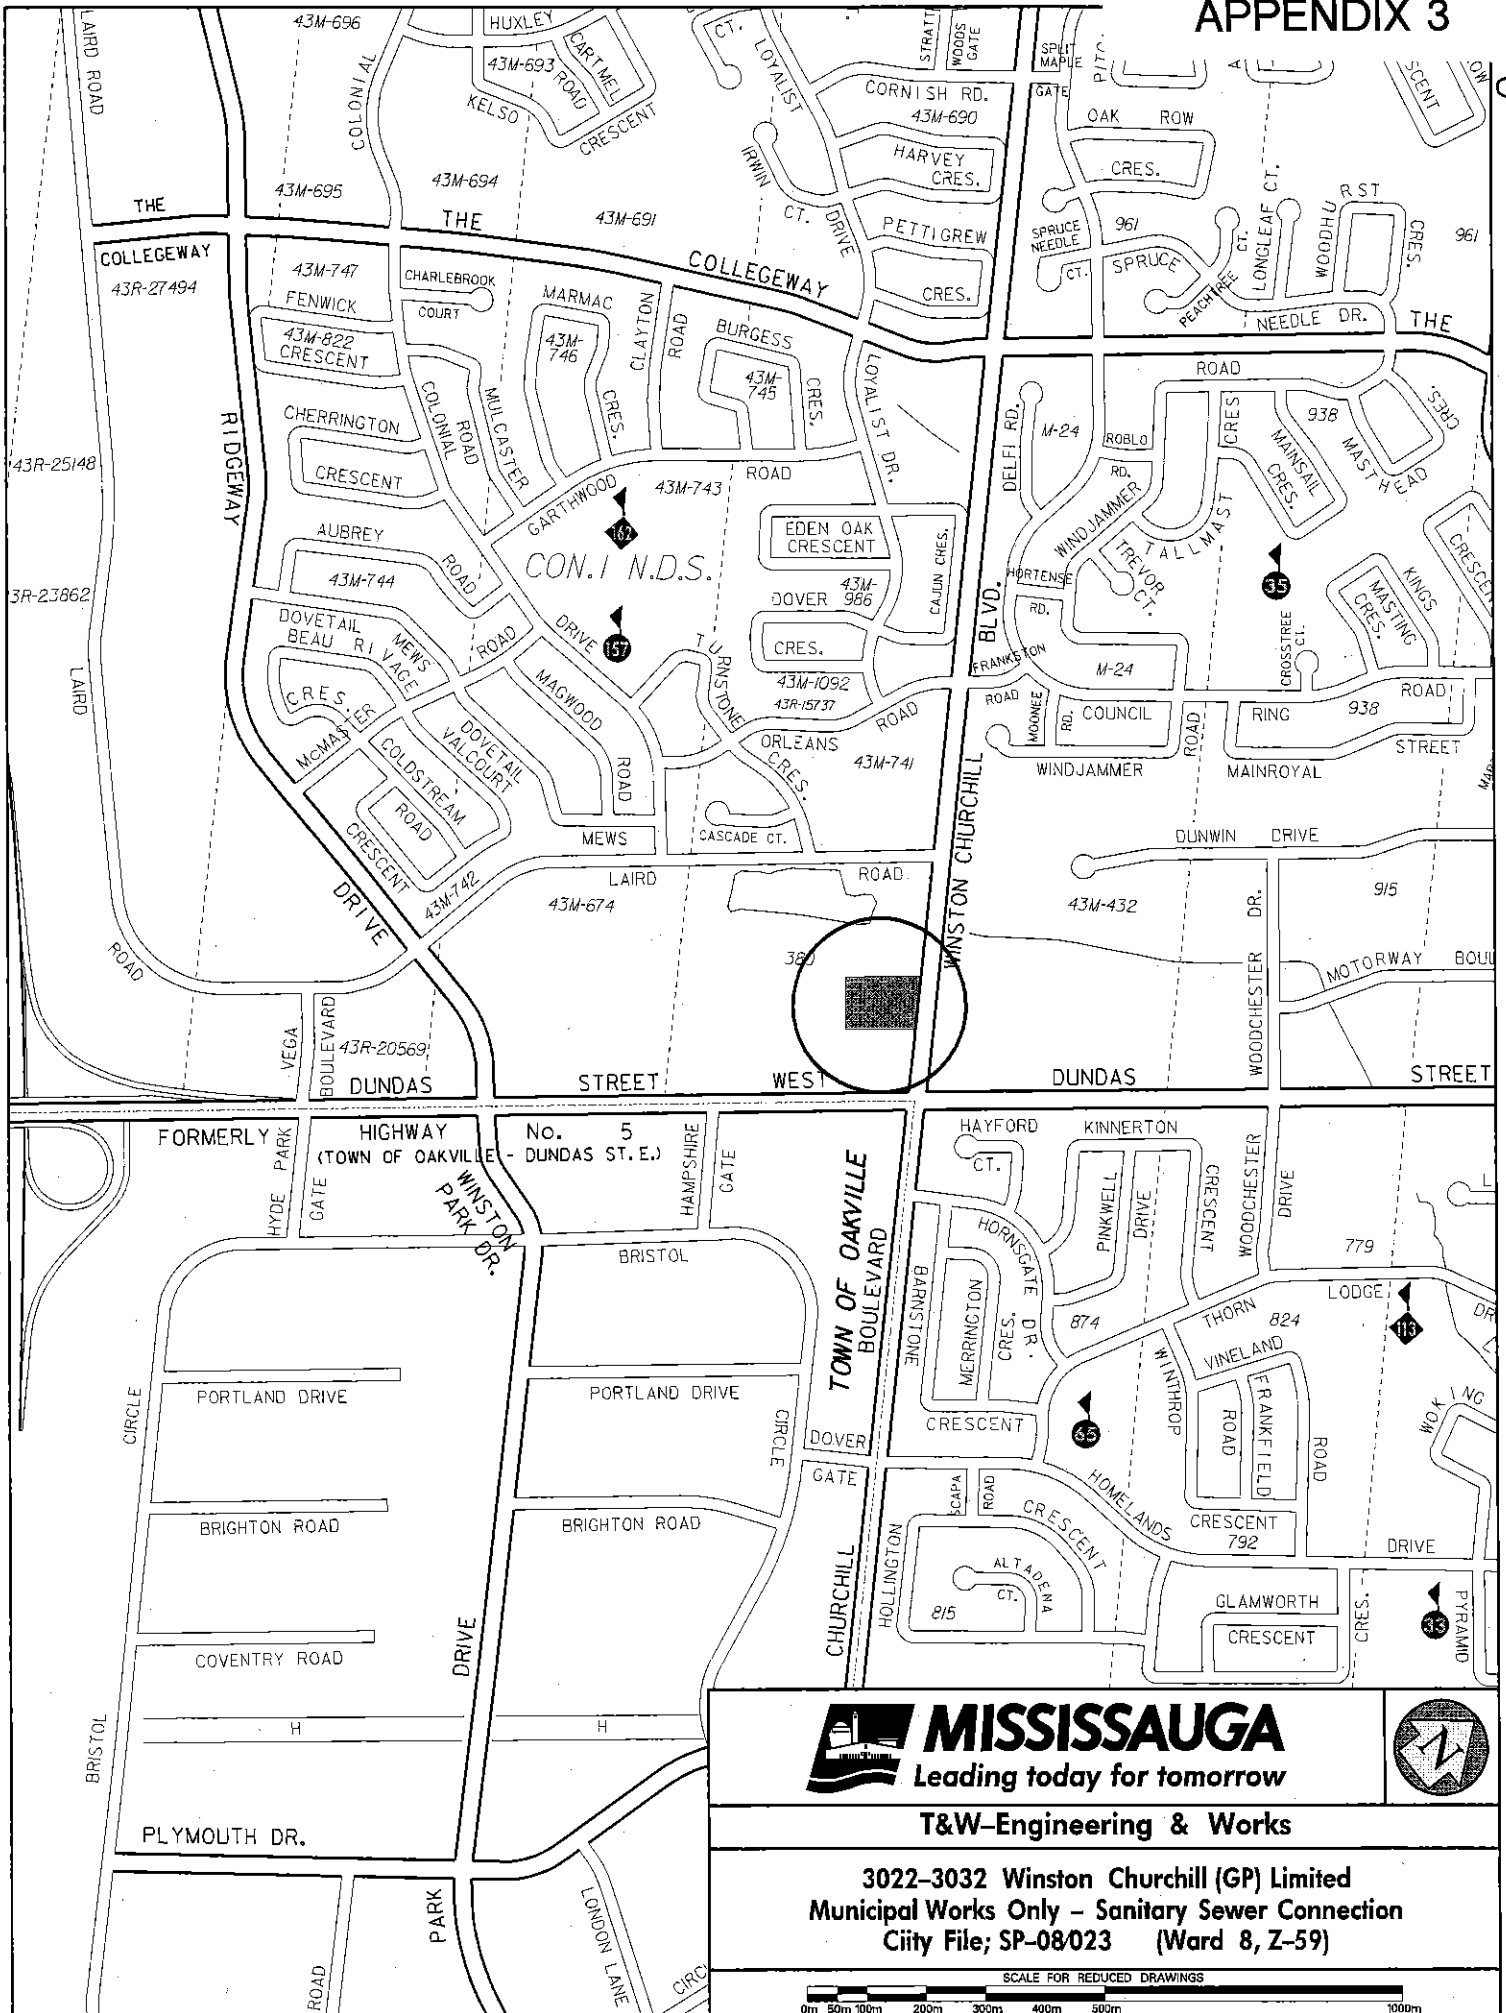 APPENDIX 3
LAIRD ROAD
43M-696
HUXLEY
43M-693
CARTMEL
ROAD
KELSO
CRESCENT
COLONIAL
CT.
LOYALIST
WOODS
GATE
SPLIT
MAPLE
GATE
CORNISH RD.
43M-690
OAK ROW
CRES.
HARVEY
CRES.
IRWIN
CT.
DRIVE
PETTIGREW
CRES.
43M-695
43M-694
43M-691
THE
COLLEGEWAY
43R-27494
THE
COLLEGEWAY
SPRUCE
NEEDLE
CT.
961
SPRUCE
PEACHTREE
CT.
LONGLEAF CT.
WOODHURST
CRES.
961
NEEDLE DR.
THE
43M-747
CHARLEBROOK
COURT
FENWICK
43M-822
CRESCENT
MARMAC
43M-
746
CRES.
CLAYTON
ROAD
BURGESS
43M-
745
CRES.
LOYALIST DR.
CHERRINGTON
CRESCENT
COLONIAL
ROAD
MULCASTER
GARTHWOOD
ROAD
43M-743
43R-25148
RIDGEWAY
162
CON.I N.D.S.
157
AUBREY
ROAD
43M-744
3R-23862
DOVETAIL
MEWS
BEAU RIVAGE
CRES.
McMASTER
ROAD
DRIVE
TURNSTONE
MAGWOOD
ROAD
DOVETAIL
VALCOURT
COLDSTREAM
ROAD
CRESCENT
43M-742
MEWS
LAIRD
ROAD
EDEN OAK
CRESCENT
43M-
986
DOVER
CRES.
CAJUN CRES.
43M-1092
43R-15737
ORLEANS
ROAD
CRES.
43M-741
CASCADE CT.
LAIRD
ROAD
43M-674
DELFI RD.
M-24
ROBLO
RD.
WINDJAMMER
TREVOR
CT.
TALLMAST
CRES
ROAD
938
MAINSAIL
CRES.
MASTHEAD
CRES.
35
HORTENSE
RD.
FRANKSTON
ROAD
M-24
MOONEE
RD.
COUNCIL
RING
ROAD
ROAD
CROSSTREE
CT.
MASTING
CRES.
KINGS
938
WINDJAMMER
MAINROYAL
STREET
WINSTON CHURCHILL
BLVD.
DUNWIN DRIVE
43M-432
915
WOODCHESTER DR.
MOTORWAY
380
DRIVE
VEGA
BOULEVARD
43R-20569
DUNDAS
STREET
WEST
DUNDAS
STREET
FORMERLY
HIGHWAY
No. 5
(TOWN OF OAKVILLE - DUNDAS ST. E.)
HYDE PARK
GATE
WINSTON
PARK DR.
HAMPSHIRE
GATE
BRISTOL
TOWN OF OAKVILLE
BOULEVARD
HAYFORD
CT.
KINNERTON
CRESCENT
PINKWELL
DRIVE
WOODCHESTER
DRIVE
HORNSGATE DR.
BARNSTONE
MERRINGTON
CRES.
CRESCENT
874
THORN
LODGE
DR
779
824
113
WINTHROP
VINELAND
ROAD
FRANKFIELD
ROAD
WOKING
65
PORTLAND DRIVE
PORTLAND DRIVE
CIRCLE
CIRCLE
DOVER
GATE
BRIGHTON ROAD
BRIGHTON ROAD
SCAPA
ROAD
CRESCENT
HOMELANDS
DRIVE
CRESCENT
792
ALTADENA
CT.
815
HOLLINGTON
CHURCHILL
GLAMWORTH
CRESCENT
CRES.
33
PYRAMID
COVENTRY ROAD
DRIVE
H
H
BRISTOL
PLYMOUTH DR.
PARK
ROAD
LONDON LANE
MISSISSAUGA
Leading today for tomorrow
N
T&W-Engineering & Works
3022-3032 Winston Churchill (GP) Limited
Municipal Works Only - Sanitary Sewer Connection
Ciity File; SP-08/023 (Ward 8, Z-59)
SCALE FOR REDUCED DRAWINGS
0m 50m 100m 200m 300m 400m 500m 1000m